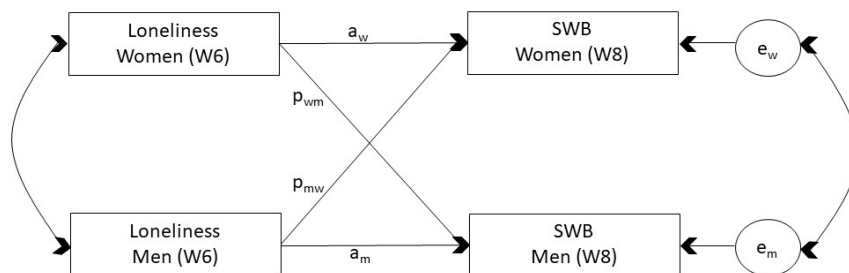 Loneliness
Women (W6)
a_w
SWB
Women (W8)
e_w
p_wm
p_mw
Loneliness
Men (W6)
a_m
SWB
Men (W8)
e_m